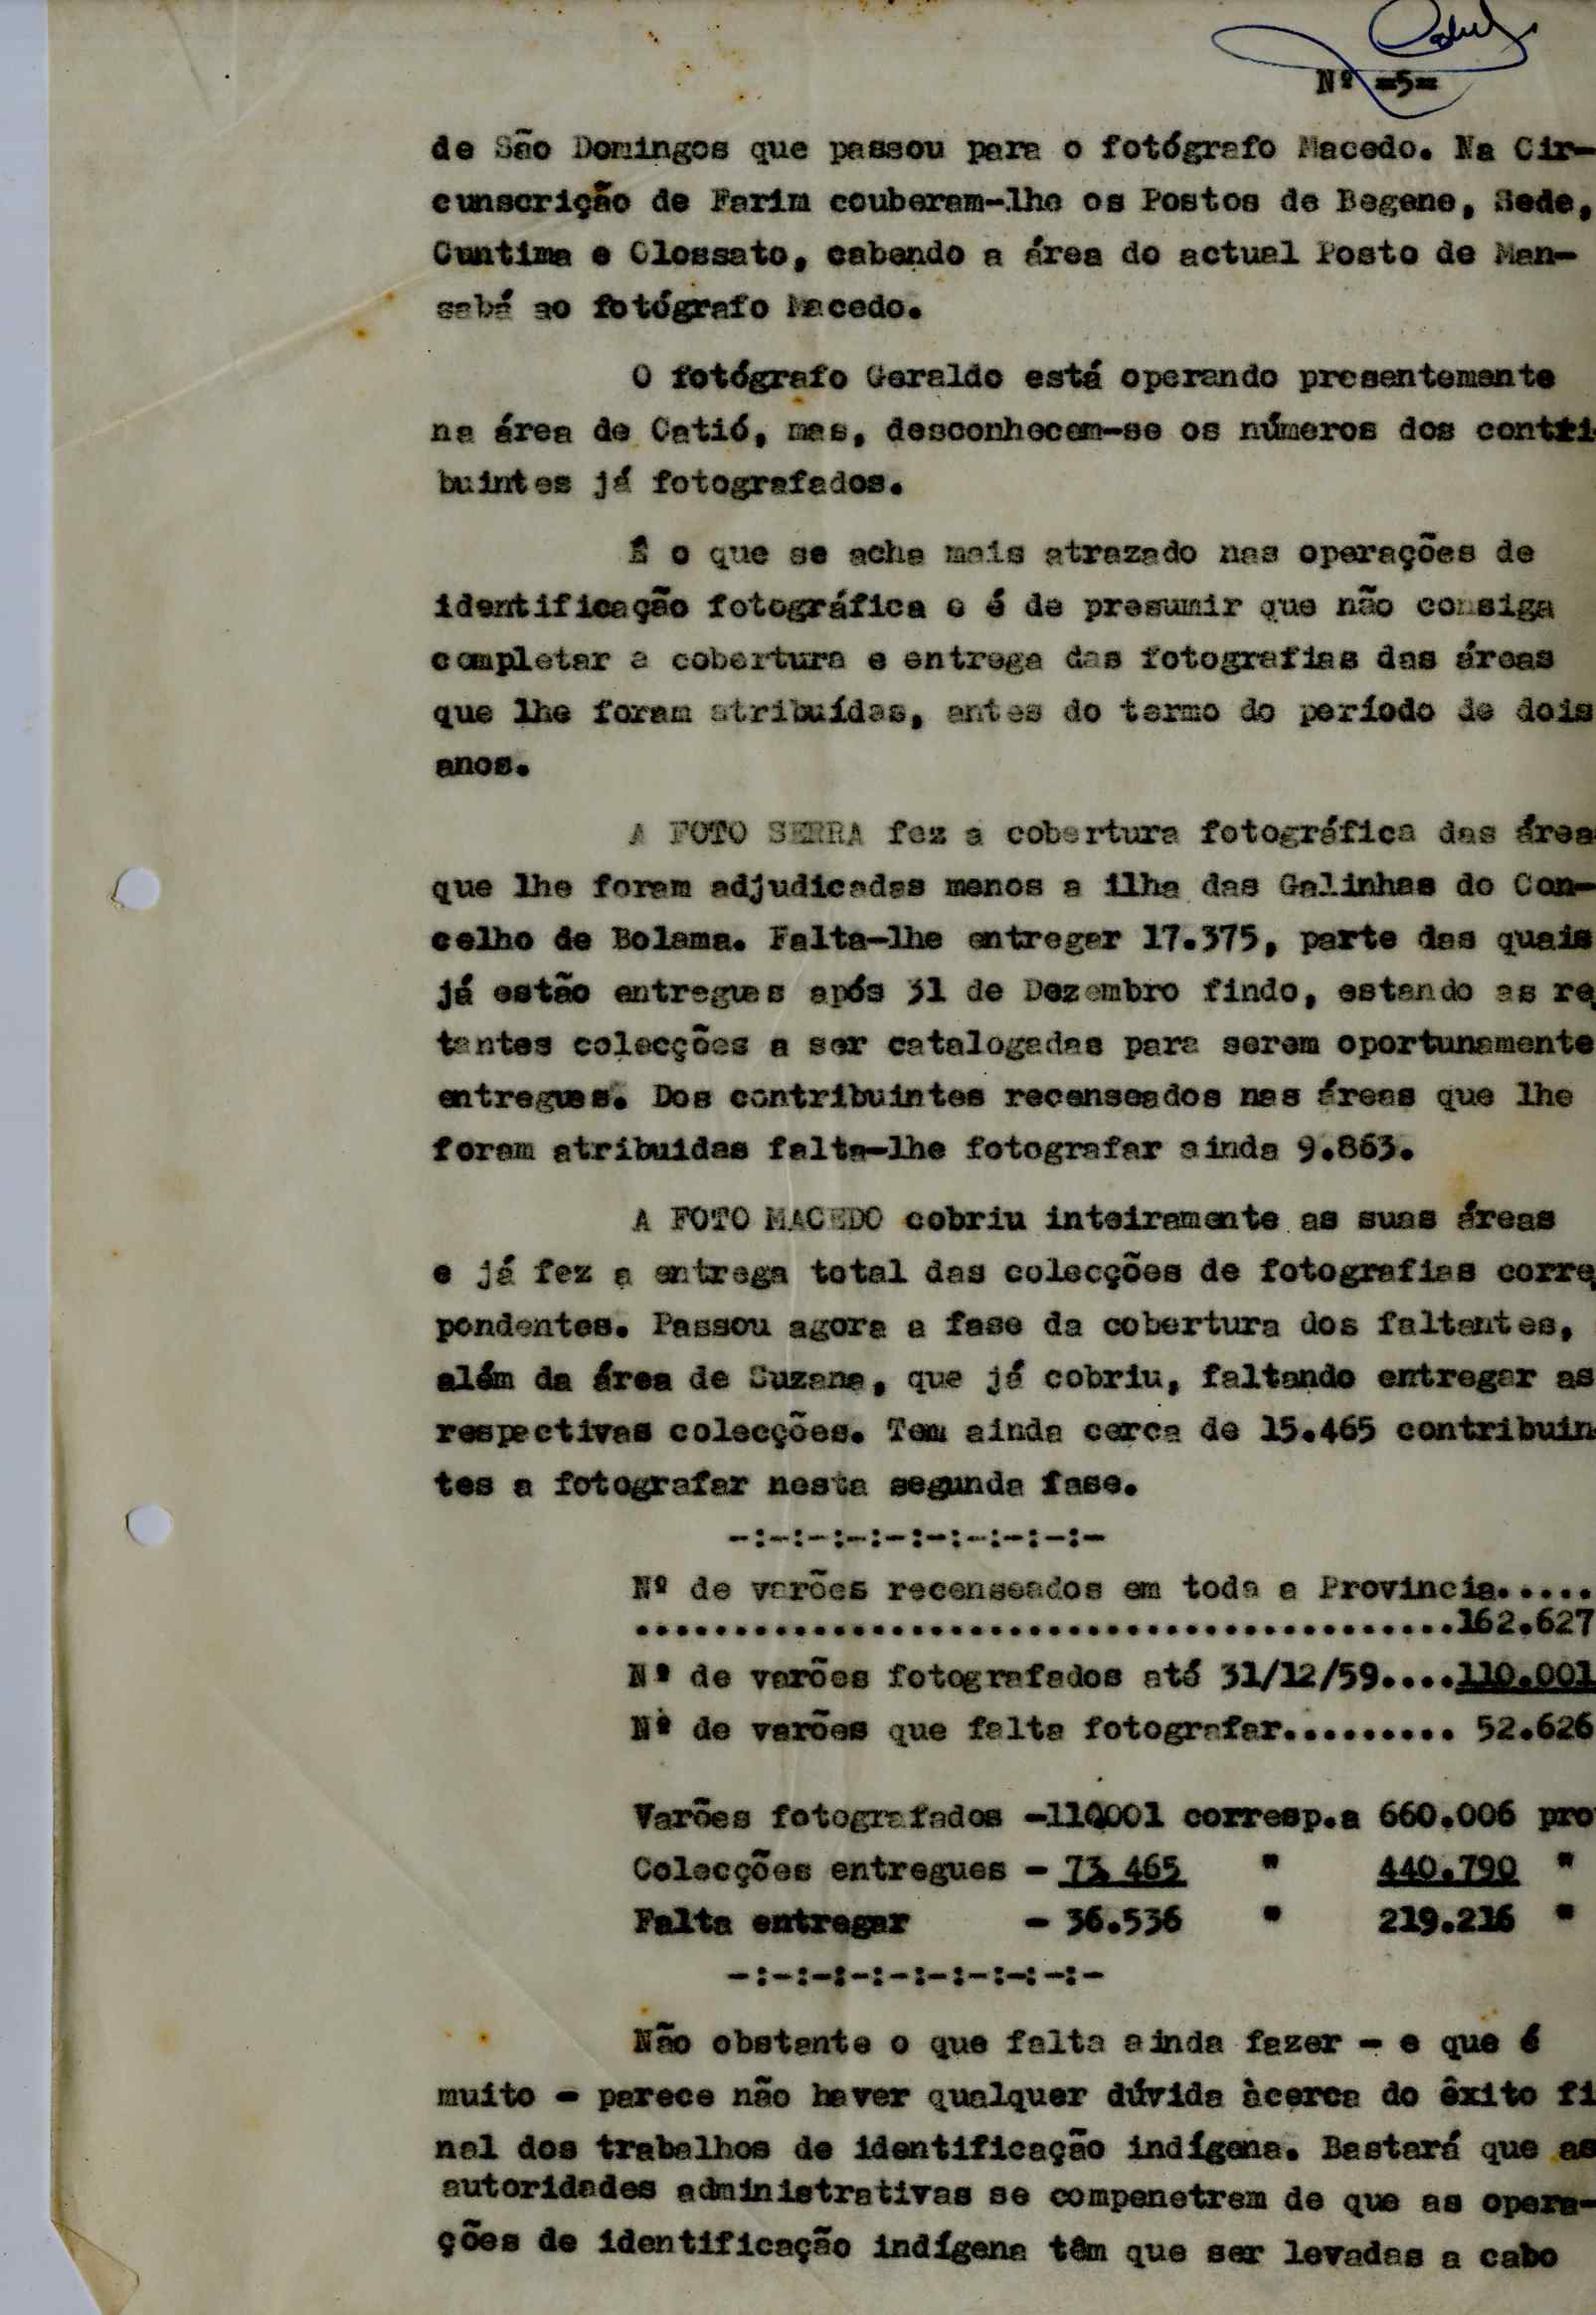 Nº =5=
de São Domingos que passou para o fotógrafo Macedo. Na Cir-
cunscrição de Farim couberam-lhe os Postos de Begene, Sede,
Cuntima e Olossato, cabendo a área do actual Posto de Man-
sabá ao fotógrafo Macedo.
O fotógrafo Geraldo está operando presentemente
na área de Catió, mas, desconhecem-se os números dos contri
buintes já fotografados.
É o que se acha mais atrazado nas operações de
identificação fotográfica e é de presumir que não consiga
completar a cobertura e entrega das fotografias das áreas
que lhe foram atribuídas, antes do termo do período de dois
anos.
A FOTO SERRA fez a cobertura fotográfica das área
que lhe foram adjudicadas menos a ilha das Galinhas do Con-
celho de Bolama. Falta-lhe entregar 17.375, parte das quais
já estão entregues após 31 de Dezembro findo, estando as re
tantes colecções a ser catalogadas para serem oportunamente
entregues. Dos contribuintes recenseados nas áreas que lhe
foram atribuidas falta-lhe fotografar ainda 9.863.
A FOTO MACEDO cobriu inteiramente as suas áreas
e já fez a entrega total das colecções de fotografias corre
pondentes. Passou agora a fase da cobertura dos faltantes,
além da área de Suzana, que já cobriu, faltando entregar as
respectivas colecções. Tem ainda cerca de 15.465 contribuin
tes a fotografar nesta segunda fase.
-:-:-:-:-:-:-:-:-:-
Nº de varões recenseados em toda a Provincia.....
..........................................162.627
Nº de varões fotografados até 31/12/59....110.001
Nº de varões que falta fotografar......... 52.626
Varões fotografados -110001 corresp.a 660.006 pro
Colecções entregues - 73.465 " 440.790 "
Falta entregar - 36.536 " 219.216 "
-:-:-:-:-:-:-:-:-:-
Não obstante o que falta ainda fazer - e que é
muito - parece não haver qualquer dúvida àcerca do êxito fi
nal dos trabalhos de identificação indígena. Bastará que as
autoridades administrativas se compenetrem de que as opera-
ções de identificação indígena têm que ser levadas a cabo